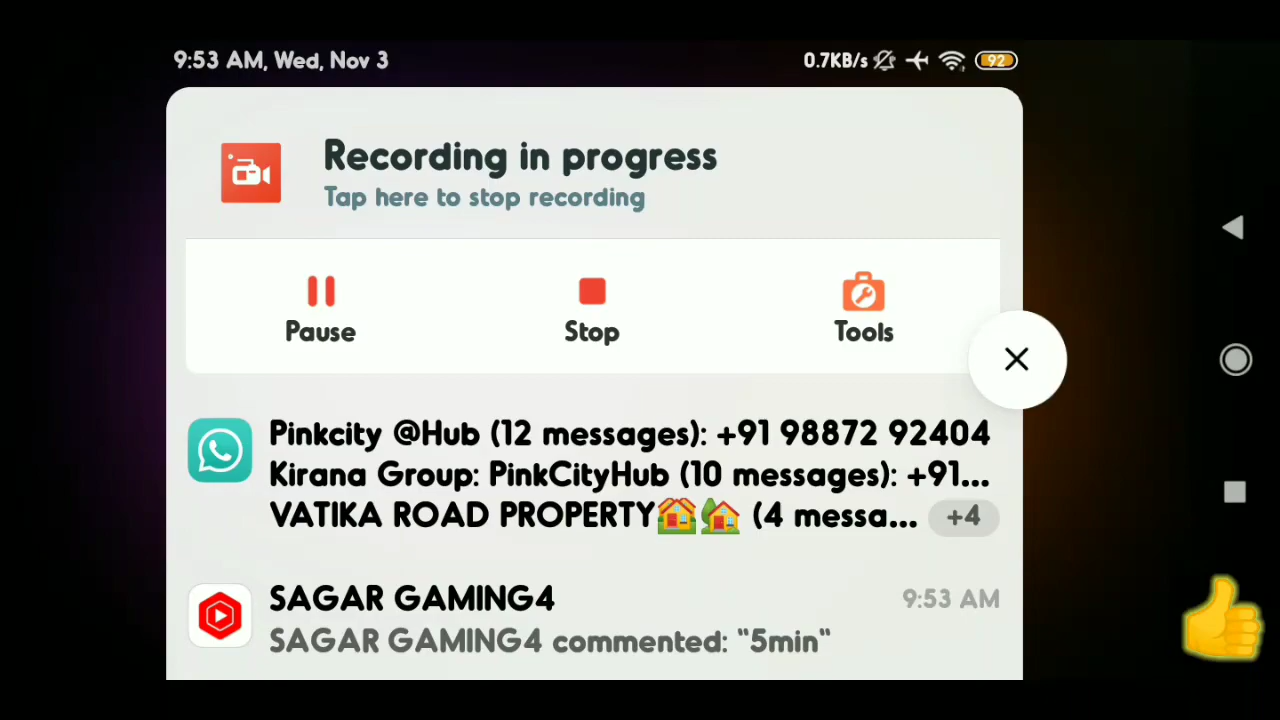 9:53 AM, Wed, Nov 3
0.7KB/s
92
Recording in progress
Tap here to stop recording
Pause
Stop
Tools
Pinkcity @Hub (12 messages): +91 98872 92404
Kirana Group: PinkCityHub (10 messages): +91...
VATIKA ROAD PROPERTY🏘️🏡 (4 messa... +4
SAGAR GAMING4
9:53 AM
SAGAR GAMING4 commented: "5min"